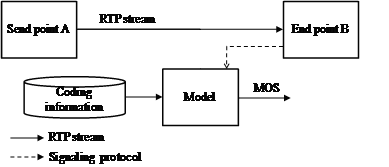 RTP stream
Send point A
End point B
Coding
information
Model
MOS
RTP stream
Signaling protocol